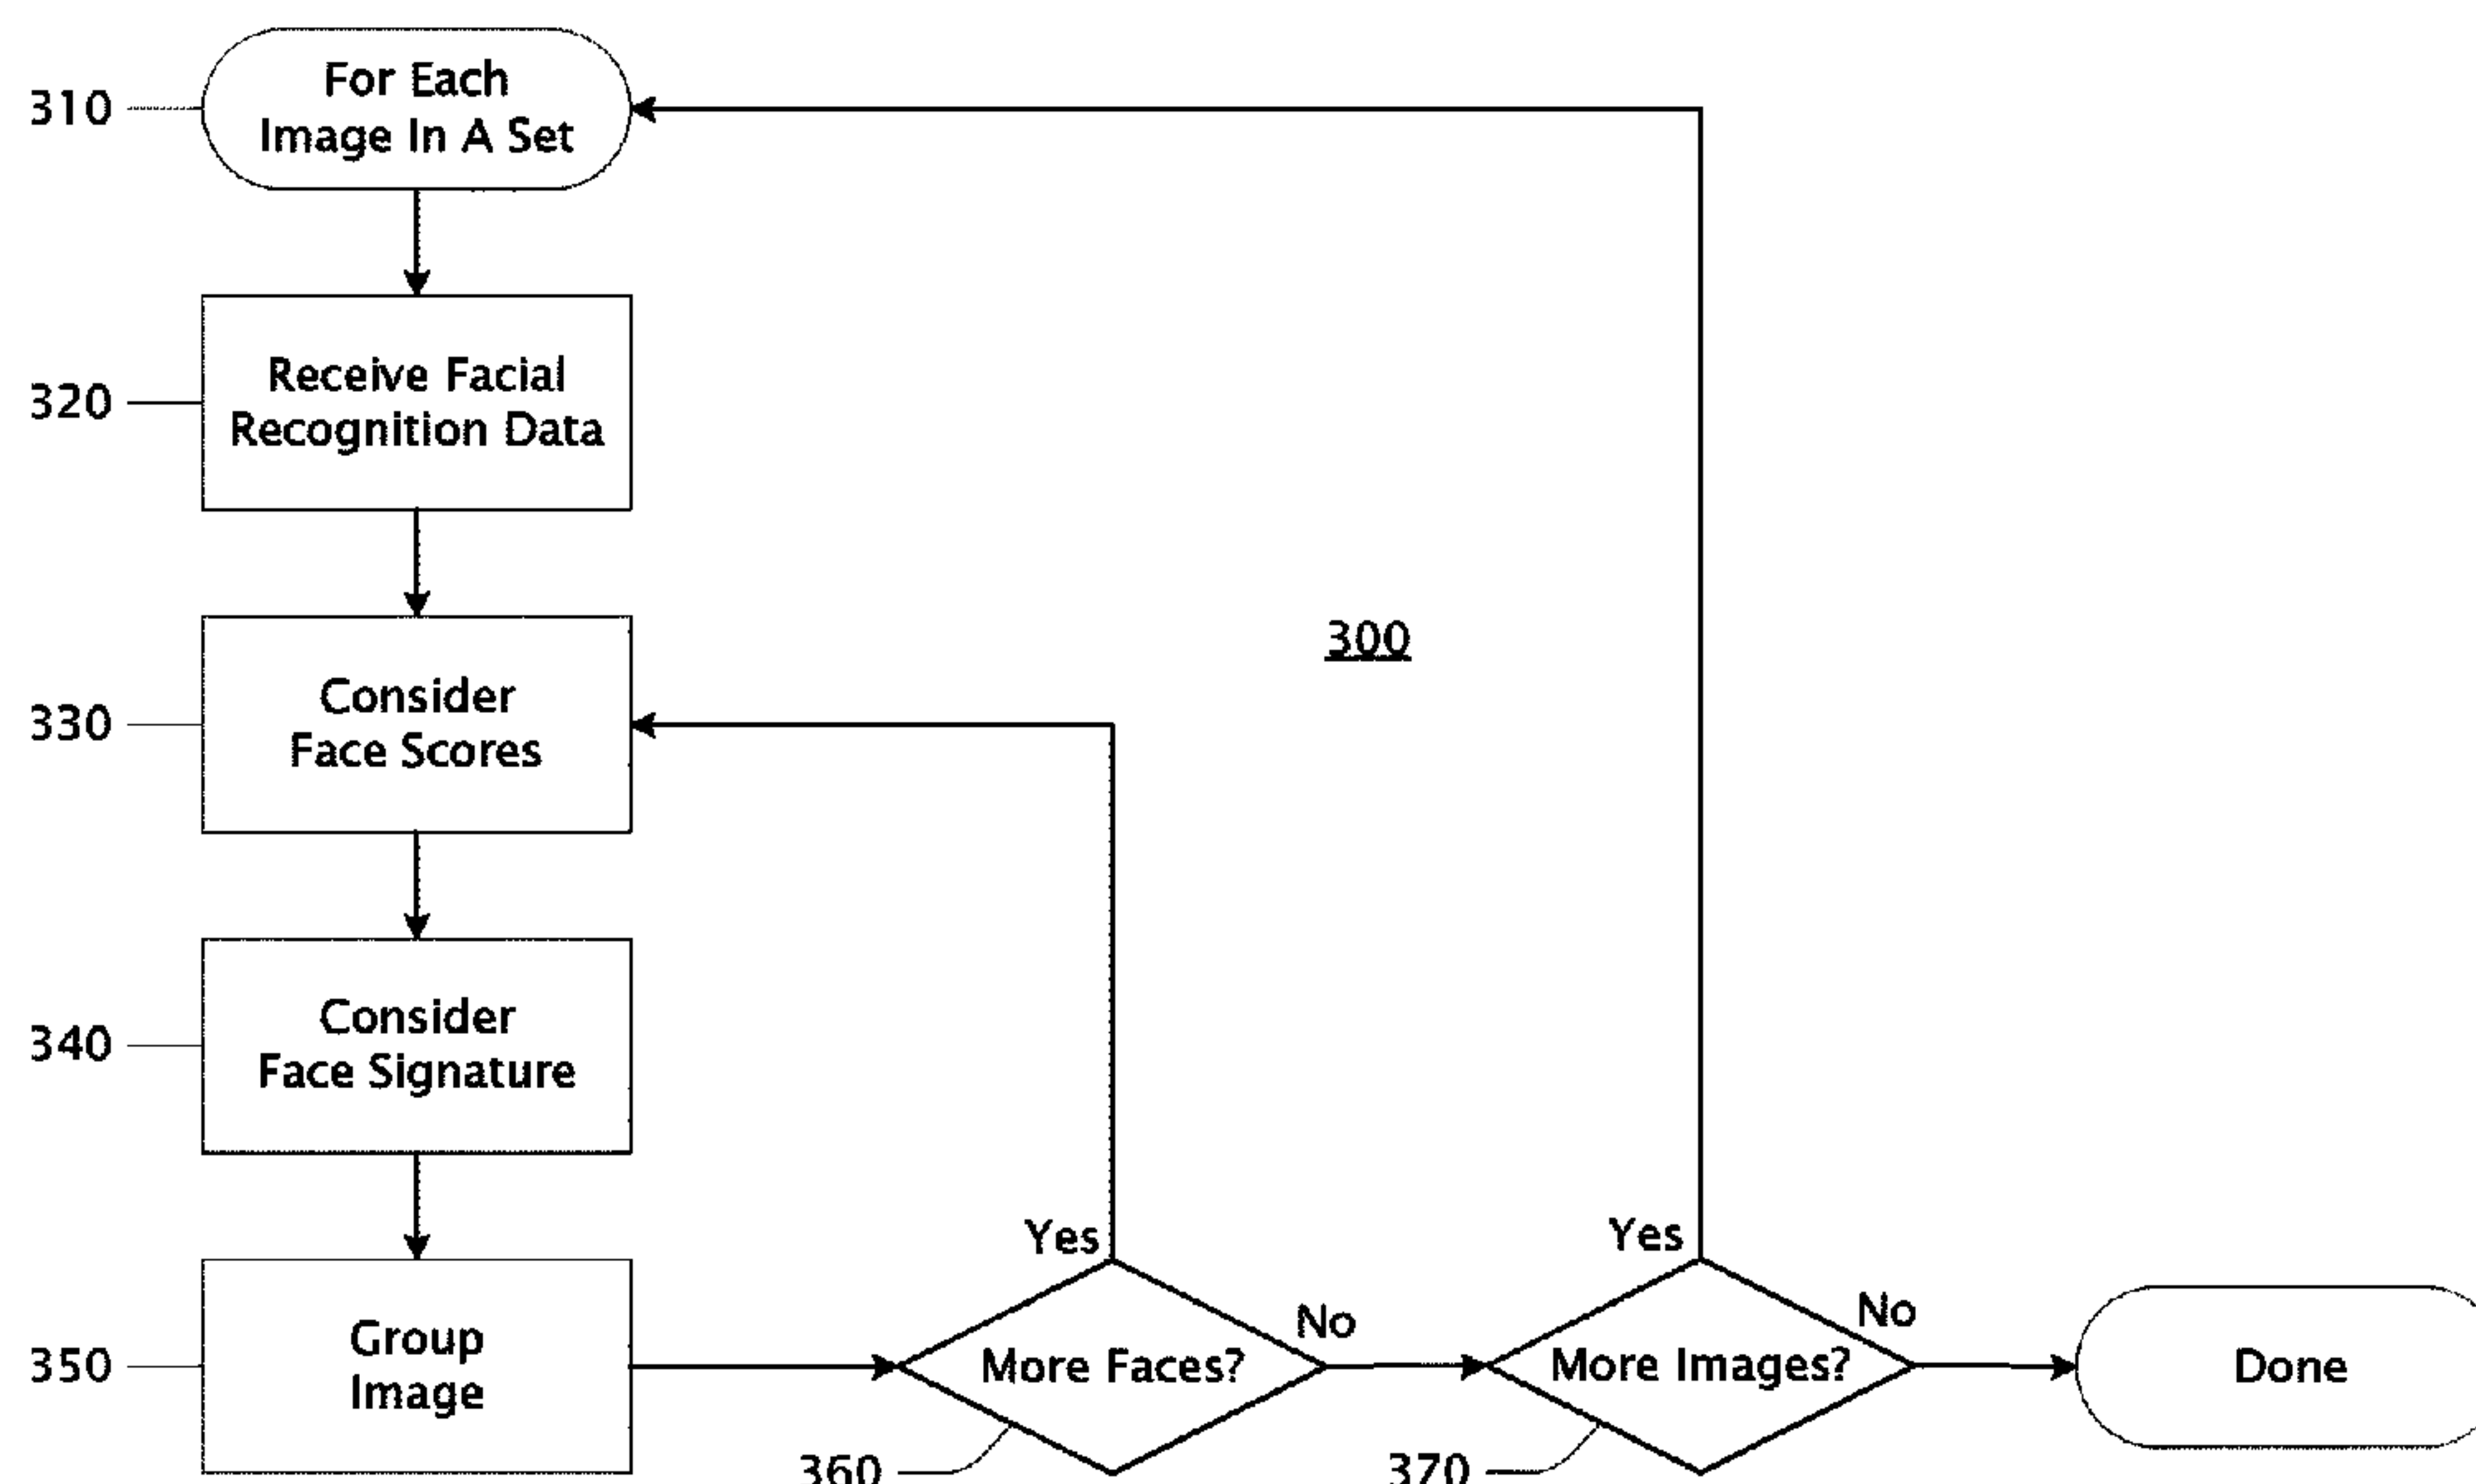 310
For Each
Image In A Set
320
Receive Facial
Recognition Data
300
330
Consider
Face Scores
340
Consider
Face Signature
Yes
Yes
350
Group
Image
More Faces?
No
More Images?
No
Done
360
370